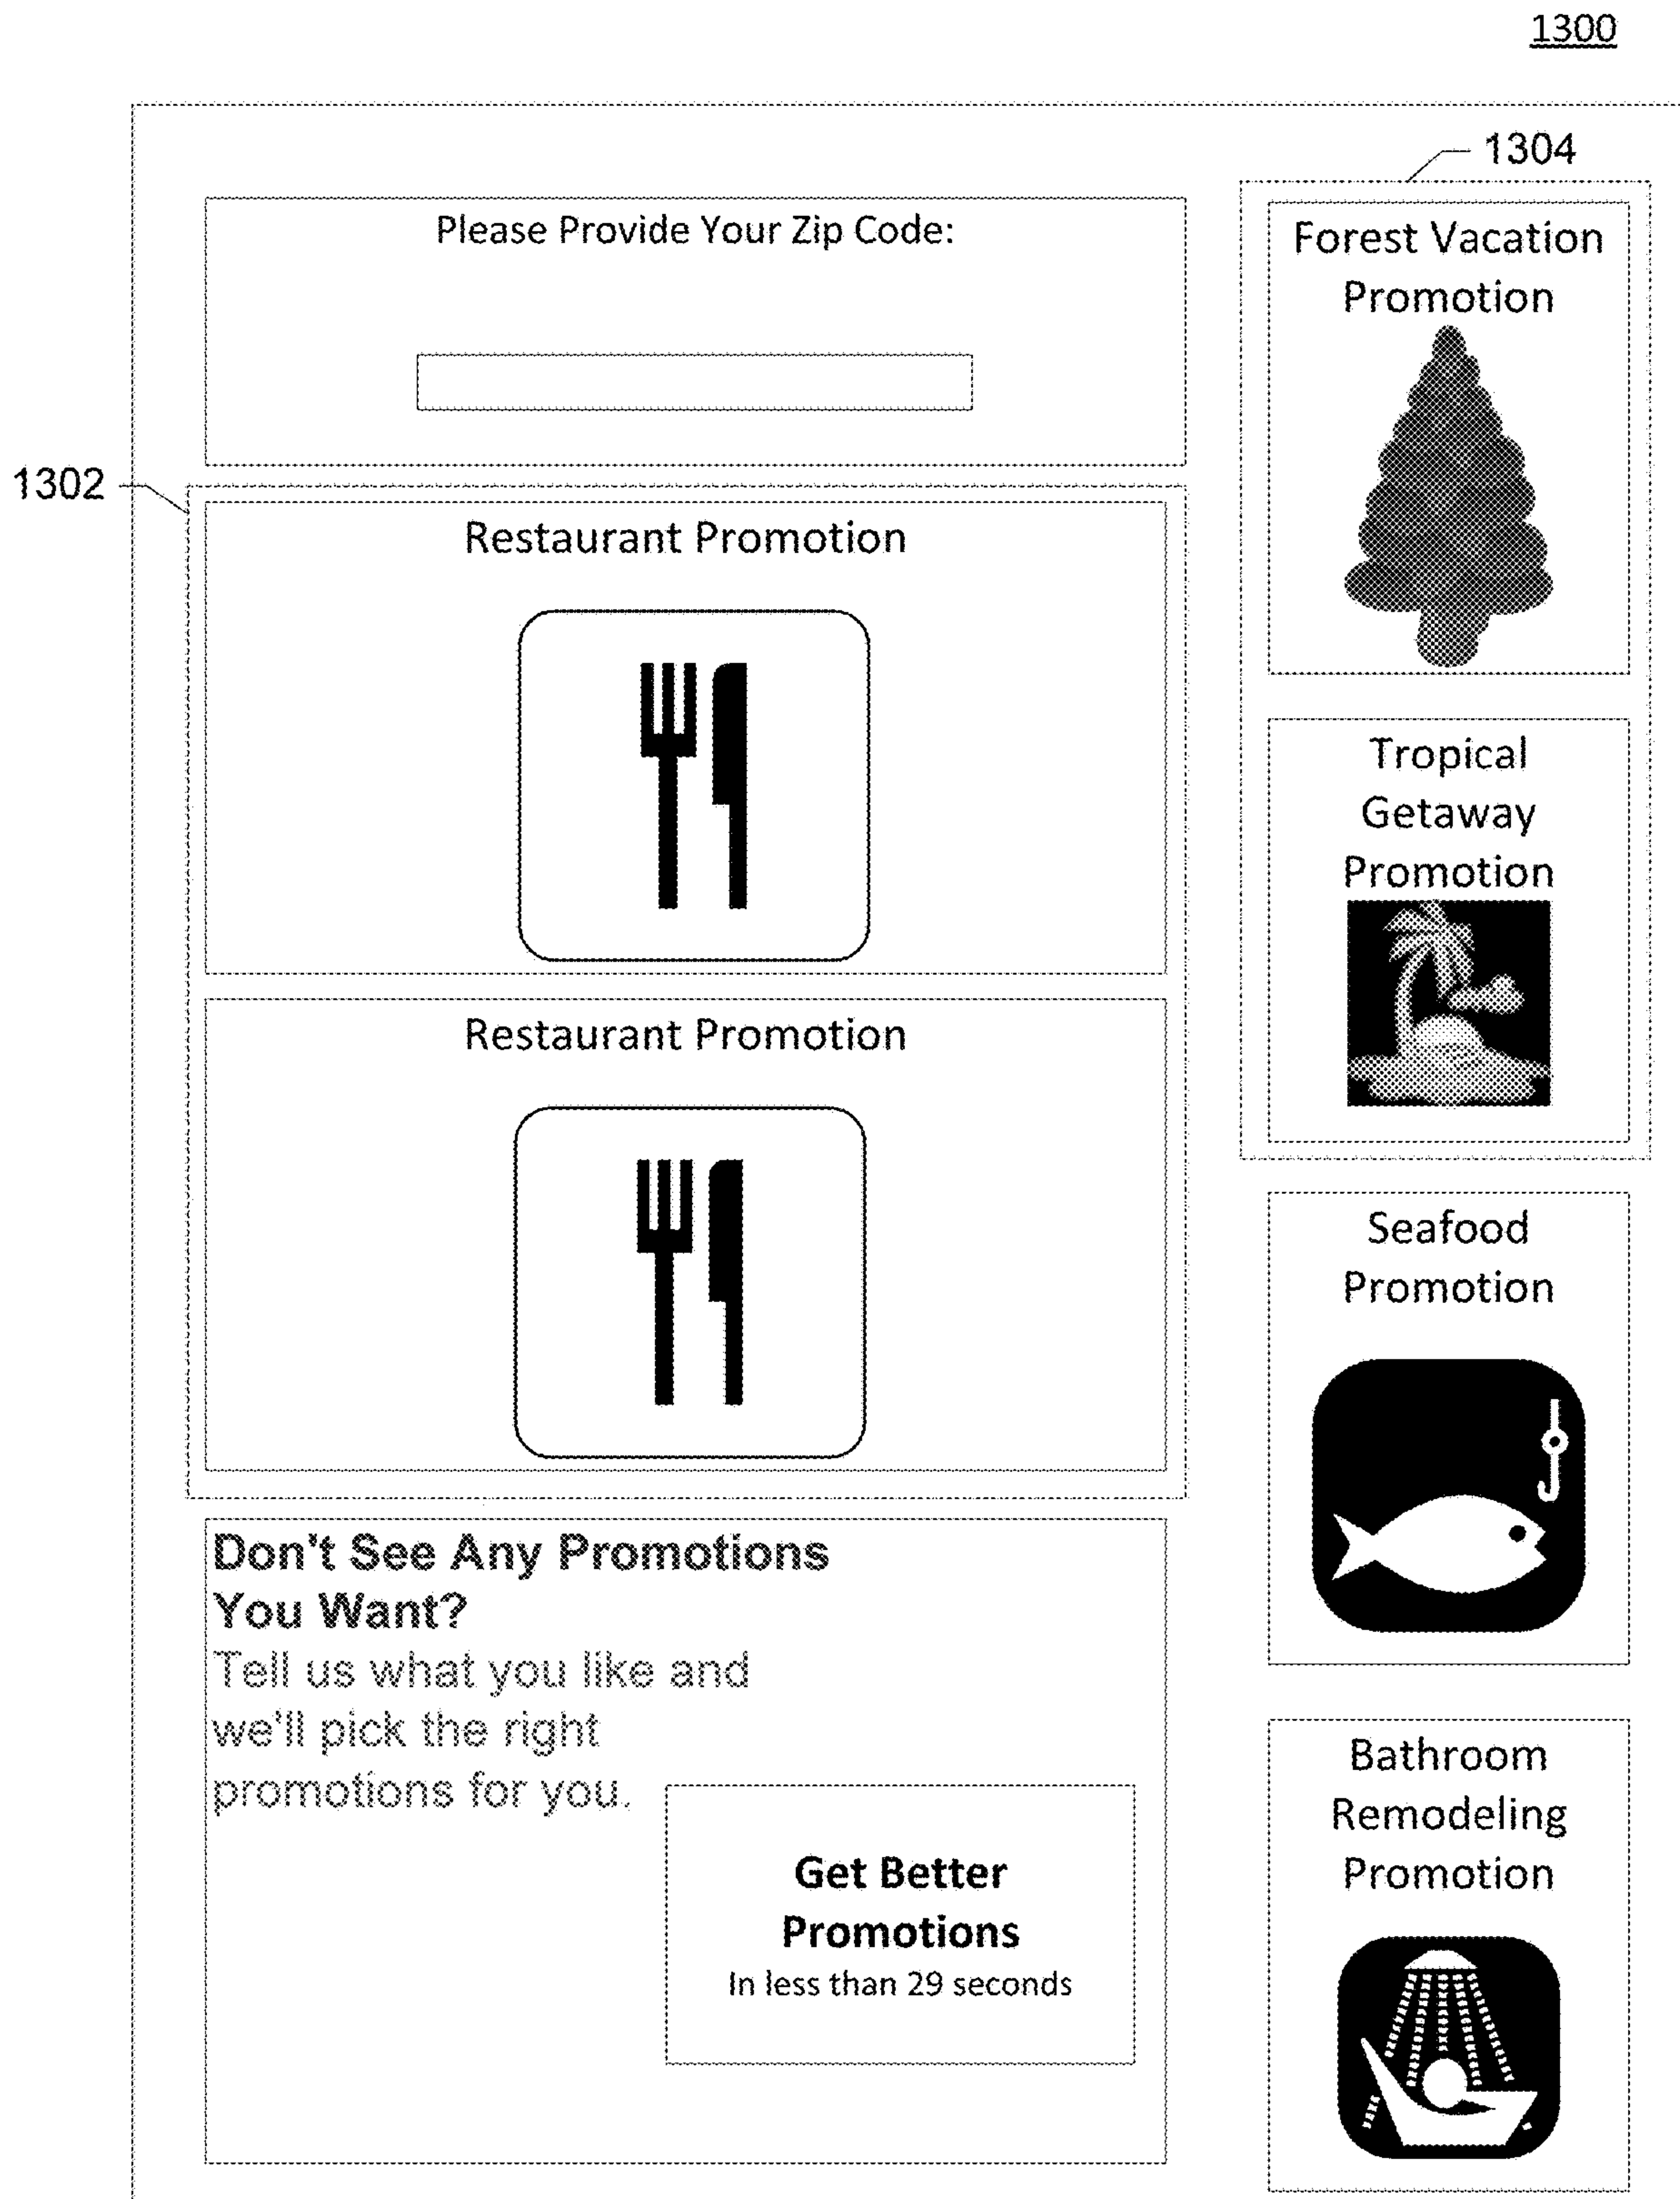 1300
1304
Please Provide Your Zip Code:
1302
Restaurant Promotion
Restaurant Promotion
Don't See Any Promotions
You Want?
Tell us what you like and
we'll pick the right
promotions for you.
Get Better
Promotions
In less than 29 seconds
Forest Vacation
Promotion
Tropical
Getaway
Promotion
Seafood
Promotion
Bathroom
Remodeling
Promotion